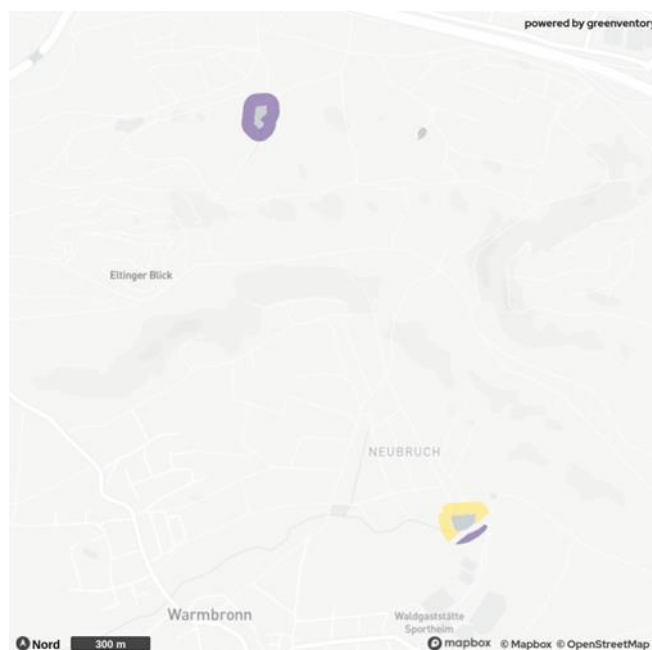 powered by greenventory
Eltinger Blick
NEUBRUCH
Warmbronn
Waldgaststätte
Sportheim
Nord 300 m mapbox © Mapbox © OpenStreetMap